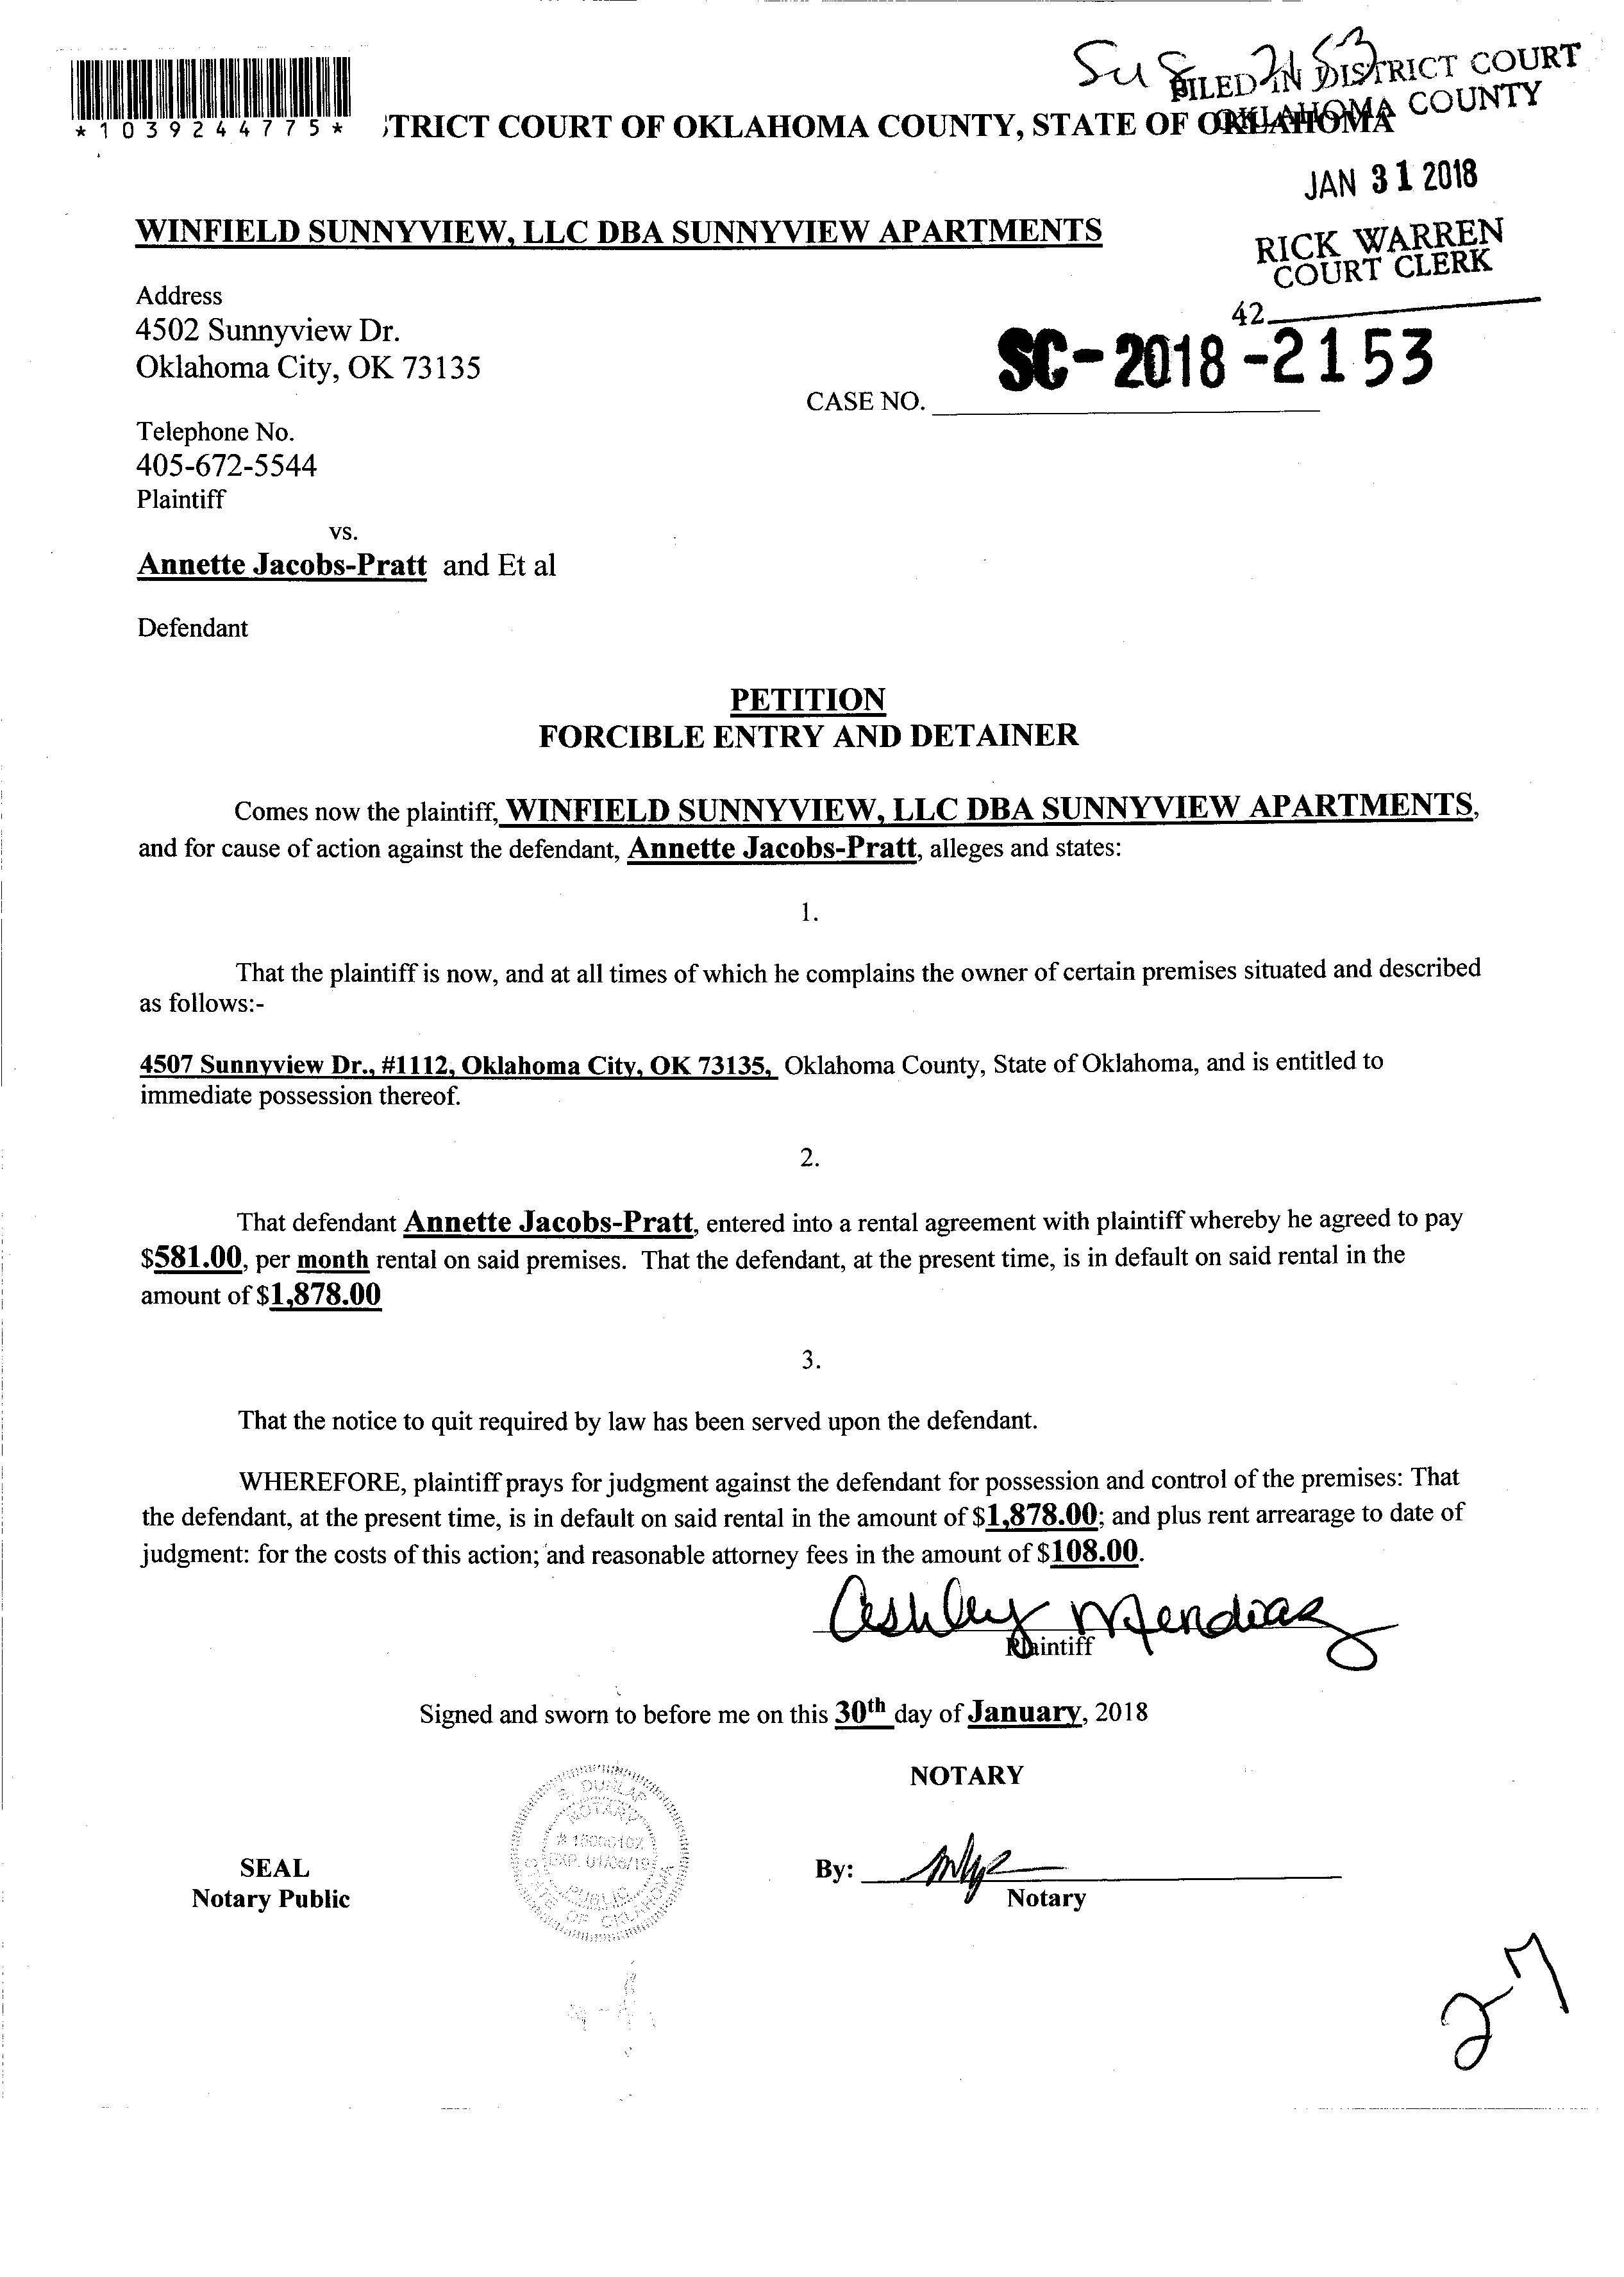 FILED IN DISTRICT COURT
OKLAHOMA COUNTY
*1039244775*
TRICT COURT OF OKLAHOMA COUNTY, STATE OF OKLAHOMA
JAN 31 2018
WINFIELD SUNNYVIEW, LLC DBA SUNNYVIEW APARTMENTS
RICK WARREN
COURT CLERK
42
Address
4502 Sunnyview Dr.
Oklahoma City, OK 73135
SC-2018-2153
CASE NO.
Telephone No.
405-672-5544
Plaintiff
vs.
Annette Jacobs-Pratt and Et al
Defendant
PETITION
FORCIBLE ENTRY AND DETAINER
Comes now the plaintiff, WINFIELD SUNNYVIEW, LLC DBA SUNNYVIEW APARTMENTS,
and for cause of action against the defendant, Annette Jacobs-Pratt, alleges and states:
1.
That the plaintiff is now, and at all times of which he complains the owner of certain premises situated and described
as follows:-
4507 Sunnyview Dr., #1112, Oklahoma City, OK 73135, Oklahoma County, State of Oklahoma, and is entitled to
immediate possession thereof.
2.
That defendant Annette Jacobs-Pratt, entered into a rental agreement with plaintiff whereby he agreed to pay
$581.00, per month rental on said premises. That the defendant, at the present time, is in default on said rental in the
amount of $1,878.00
3.
That the notice to quit required by law has been served upon the defendant.
WHEREFORE, plaintiff prays for judgment against the defendant for possession and control of the premises: That
the defendant, at the present time, is in default on said rental in the amount of $1,878.00; and plus rent arrearage to date of
judgment: for the costs of this action; and reasonable attorney fees in the amount of $108.00.
Ashley Mendiaz
Plaintiff
Signed and sworn to before me on this 30th day of January, 2018
NOTARY
DUNLAP
NOTARY
EXP. 01/06/19
PUBLIC
STATE OF OKLAHOMA
SEAL
Notary Public
By:
Notary
27